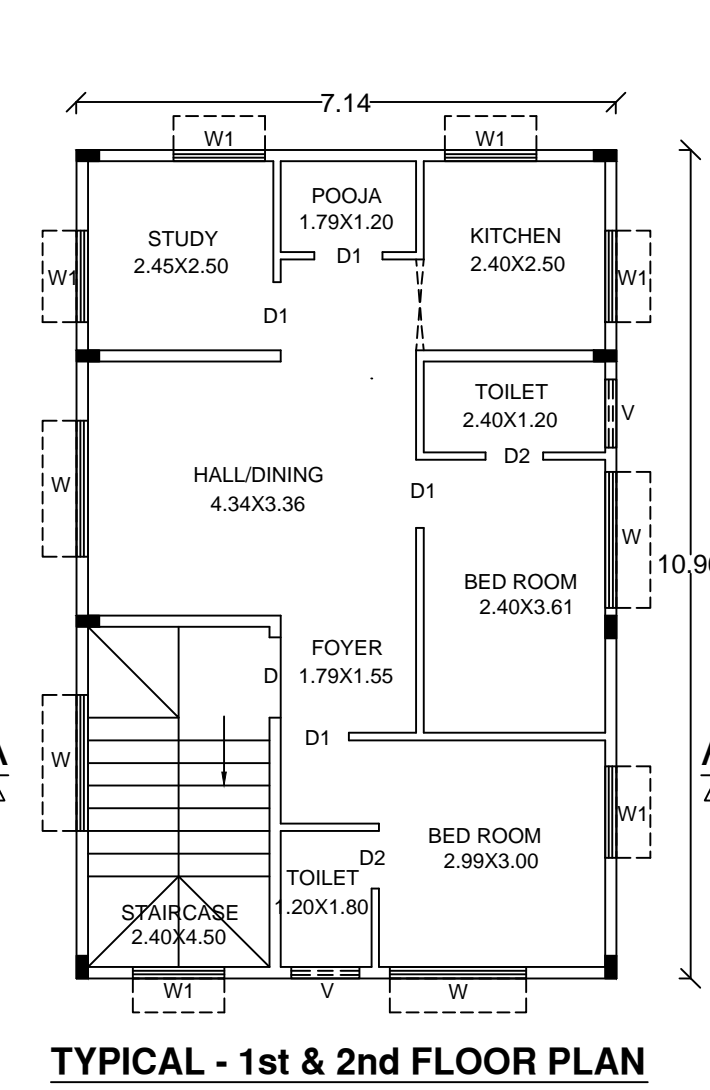 7.14
W1
W1
POOJA
1.79X1.20
STUDY
2.45X2.50
KITCHEN
2.40X2.50
D1
W1
W1
D1
TOILET
2.40X1.20
V
D2
HALL/DINING
4.34X3.36
D1
W
W
10.90
BED ROOM
2.40X3.61
FOYER
1.79X1.55
D
D1
A
W
A
W1
BED ROOM
2.99X3.00
D2
TOILET
1.20X1.80
STAIRCASE
2.40X4.50
W1
V
W
TYPICAL - 1st & 2nd FLOOR PLAN